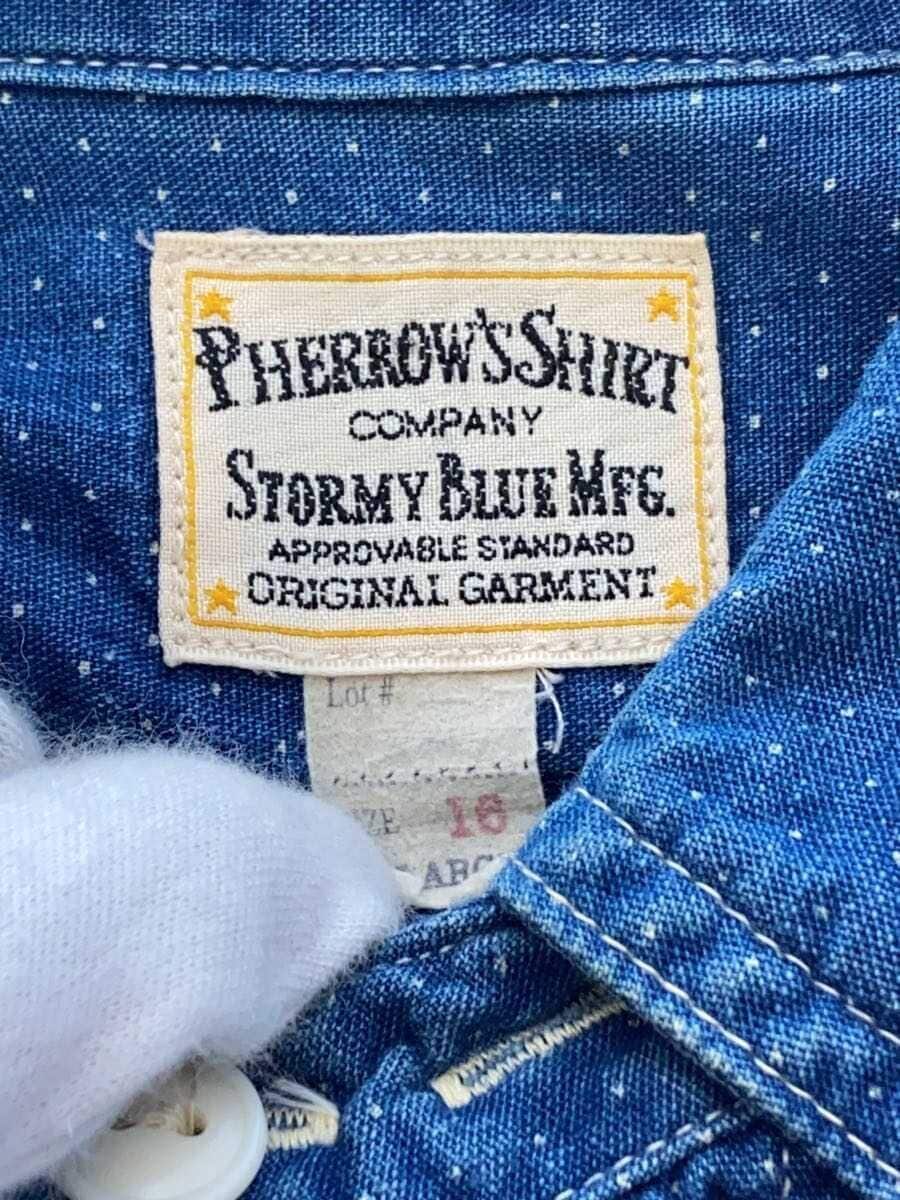 PHERROW'S SHIRT
COMPANY
STORMY BLUE MFG.
APPROVABLE STANDARD
ORIGINAL GARMENT
Lot #
16